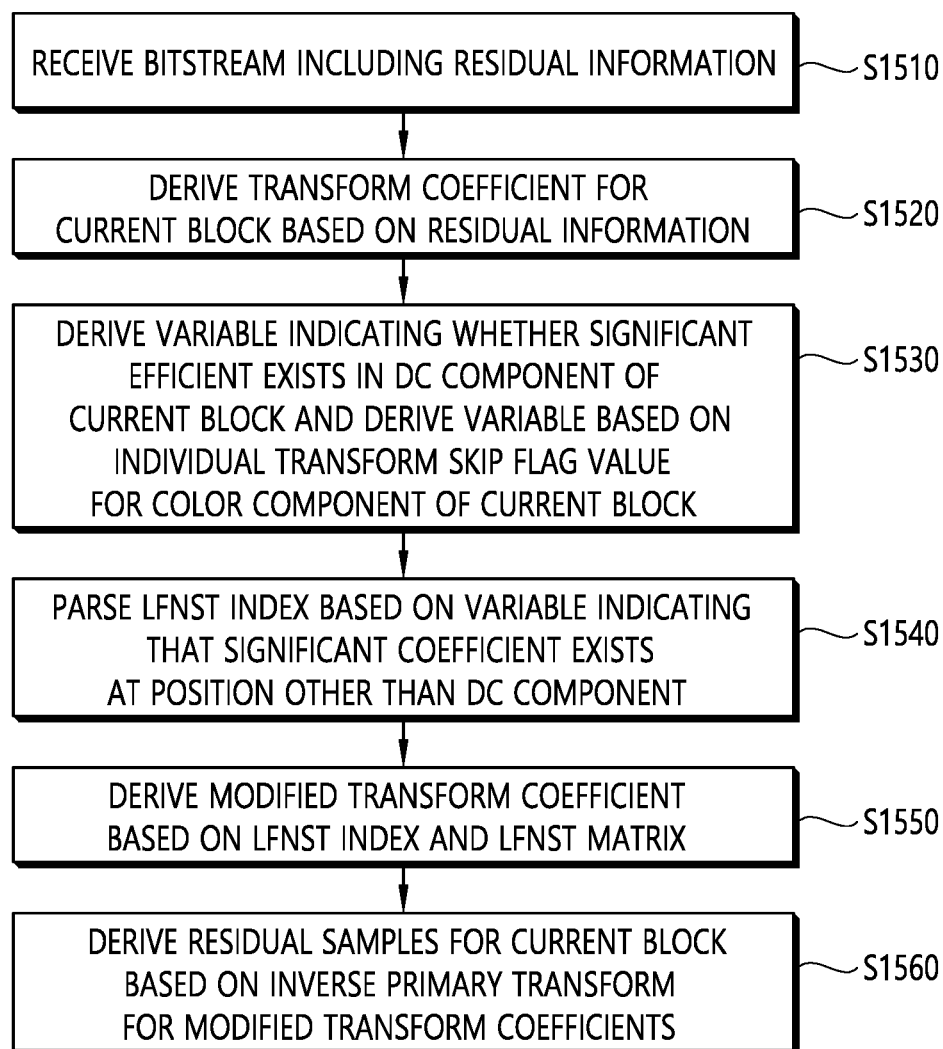 RECEIVE BITSTREAM INCLUDING RESIDUAL INFORMATION
S1510
DERIVE TRANSFORM COEFFICIENT FOR
CURRENT BLOCK BASED ON RESIDUAL INFORMATION
S1520
DERIVE VARIABLE INDICATING WHETHER SIGNIFICANT
EFFICIENT EXISTS IN DC COMPONENT OF
CURRENT BLOCK AND DERIVE VARIABLE BASED ON
INDIVIDUAL TRANSFORM SKIP FLAG VALUE
FOR COLOR COMPONENT OF CURRENT BLOCK
S1530
PARSE LFNST INDEX BASED ON VARIABLE INDICATING
THAT SIGNIFICANT COEFFICIENT EXISTS
AT POSITION OTHER THAN DC COMPONENT
S1540
DERIVE MODIFIED TRANSFORM COEFFICIENT
BASED ON LFNST INDEX AND LFNST MATRIX
S1550
DERIVE RESIDUAL SAMPLES FOR CURRENT BLOCK
BASED ON INVERSE PRIMARY TRANSFORM
FOR MODIFIED TRANSFORM COEFFICIENTS
S1560